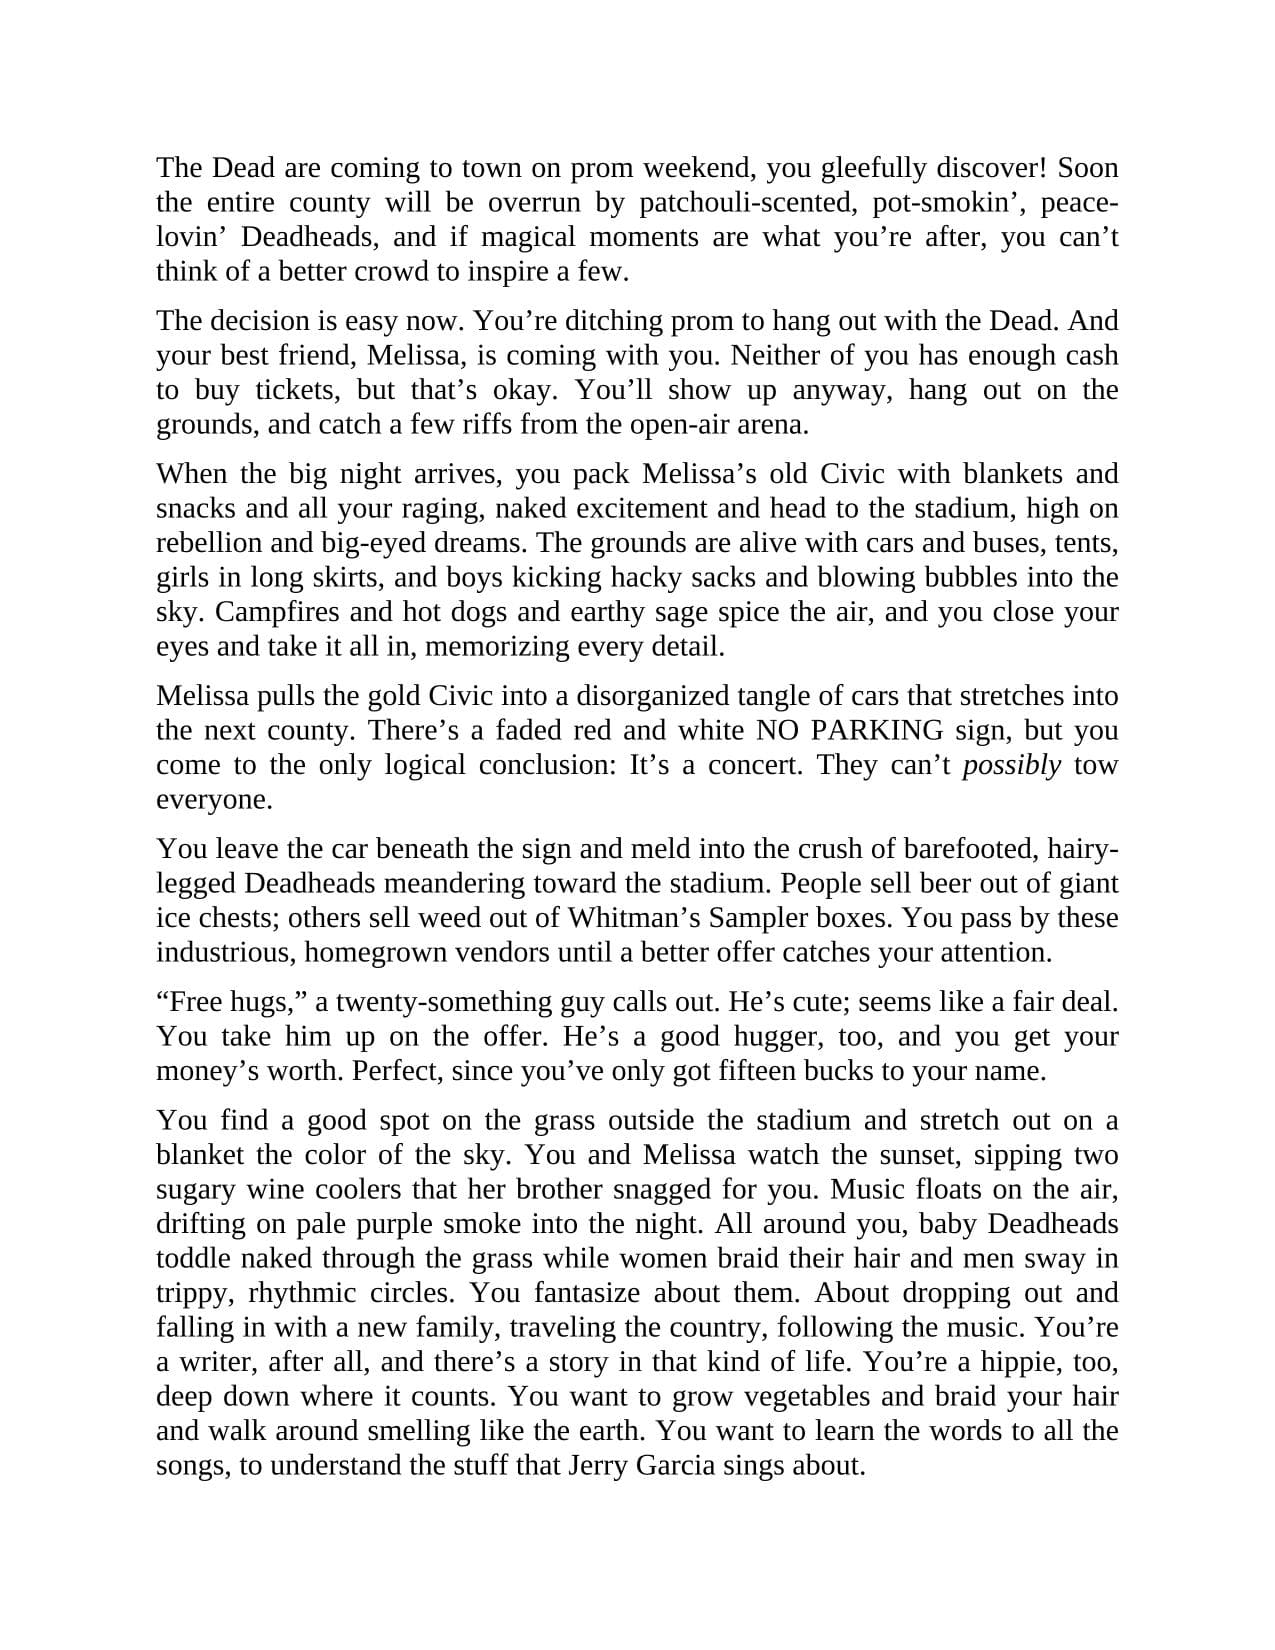 The Dead are coming to town on prom weekend, you gleefully discover! Soon
the entire county will be overrun by patchouli-scented, pot-smokin’, peace-
lovin’ Deadheads, and if magical moments are what you’re after, you can’t
think of a better crowd to inspire a few.
The decision is easy now. You’re ditching prom to hang out with the Dead. And
your best friend, Melissa, is coming with you. Neither of you has enough cash
to buy tickets, but that’s okay. You’ll show up anyway, hang out on the
grounds, and catch a few riffs from the open-air arena.
When the big night arrives, you pack Melissa’s old Civic with blankets and
snacks and all your raging, naked excitement and head to the stadium, high on
rebellion and big-eyed dreams. The grounds are alive with cars and buses, tents,
girls in long skirts, and boys kicking hacky sacks and blowing bubbles into the
sky. Campfires and hot dogs and earthy sage spice the air, and you close your
eyes and take it all in, memorizing every detail.
Melissa pulls the gold Civic into a disorganized tangle of cars that stretches into
the next county. There’s a faded red and white NO PARKING sign, but you
come to the only logical conclusion: It’s a concert. They can’t possibly tow
everyone.
You leave the car beneath the sign and meld into the crush of barefooted, hairy-
legged Deadheads meandering toward the stadium. People sell beer out of giant
ice chests; others sell weed out of Whitman’s Sampler boxes. You pass by these
industrious, homegrown vendors until a better offer catches your attention.
“Free hugs,” a twenty-something guy calls out. He’s cute; seems like a fair deal.
You take him up on the offer. He’s a good hugger, too, and you get your
money’s worth. Perfect, since you’ve only got fifteen bucks to your name.
You find a good spot on the grass outside the stadium and stretch out on a
blanket the color of the sky. You and Melissa watch the sunset, sipping two
sugary wine coolers that her brother snagged for you. Music floats on the air,
drifting on pale purple smoke into the night. All around you, baby Deadheads
toddle naked through the grass while women braid their hair and men sway in
trippy, rhythmic circles. You fantasize about them. About dropping out and
falling in with a new family, traveling the country, following the music. You’re
a writer, after all, and there’s a story in that kind of life. You’re a hippie, too,
deep down where it counts. You want to grow vegetables and braid your hair
and walk around smelling like the earth. You want to learn the words to all the
songs, to understand the stuff that Jerry Garcia sings about.